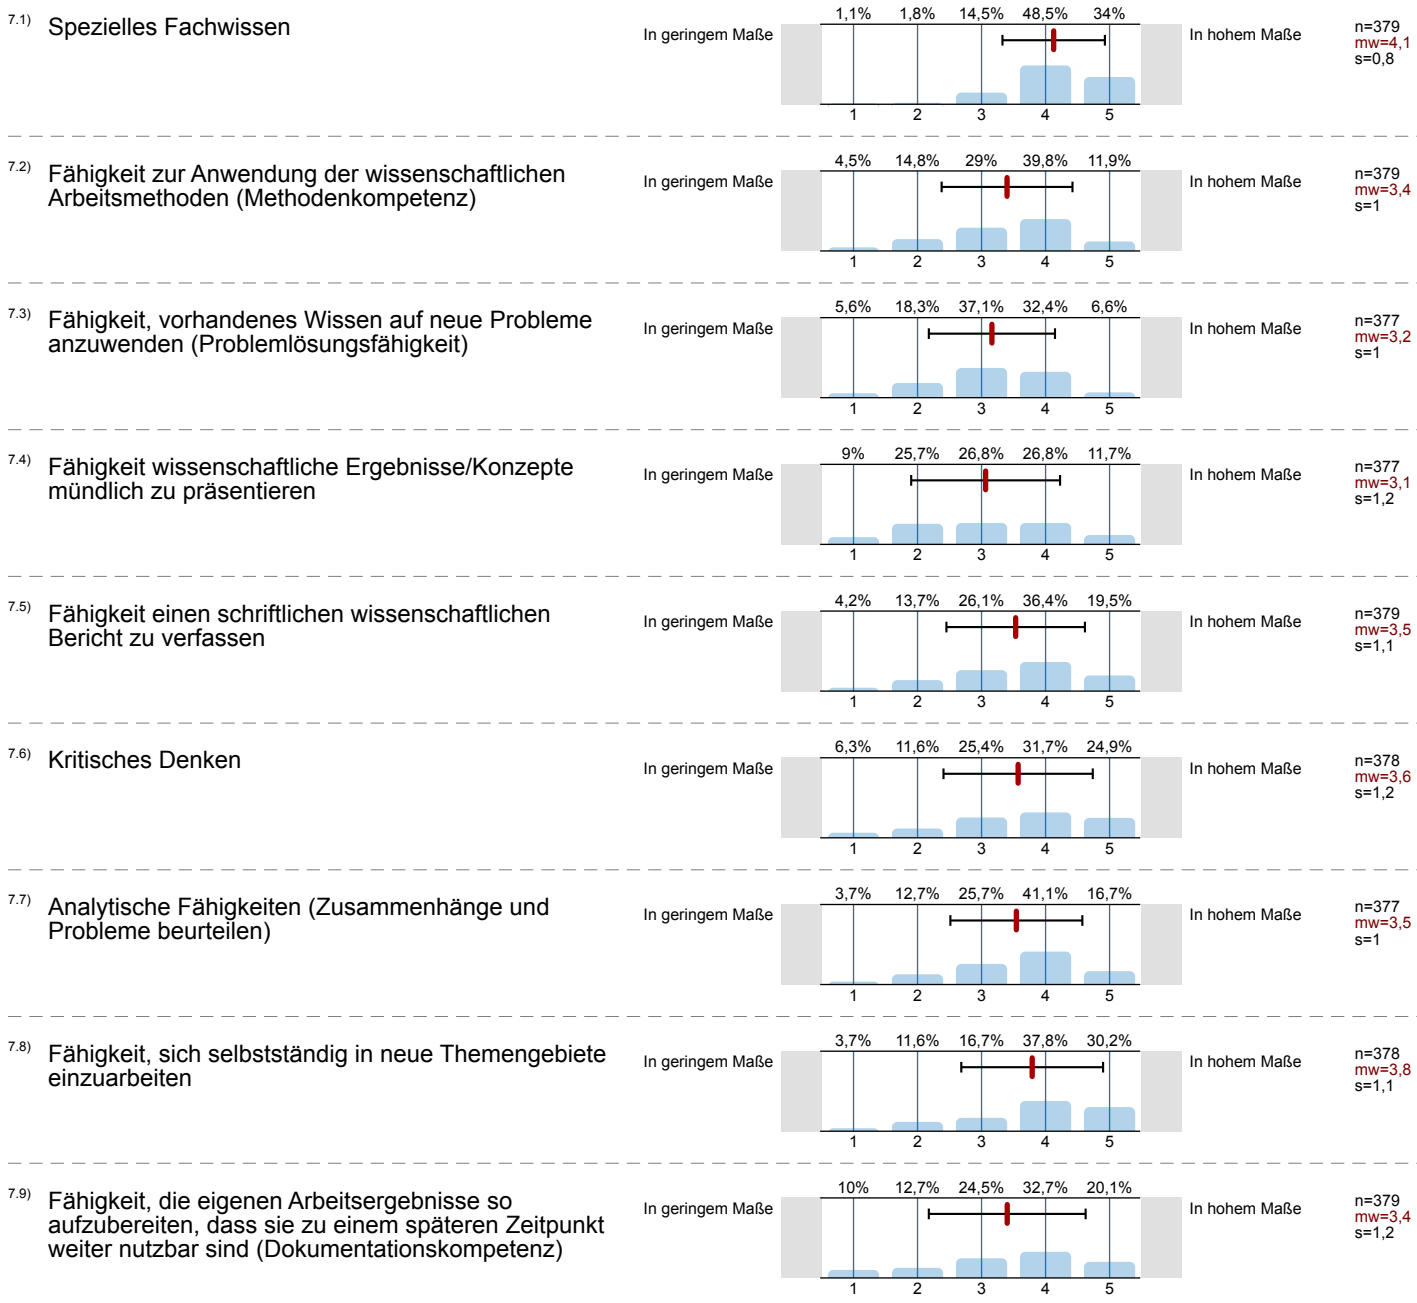 7.1) Spezielles Fachwissen
In geringem Maße
1,1% 1,8% 14,5% 48,5% 34%
1 2 3 4 5
In hohem Maße
n=379
mw=4,1
s=0,8
7.2) Fähigkeit zur Anwendung der wissenschaftlichen
Arbeitsmethoden (Methodenkompetenz)
In geringem Maße
4,5% 14,8% 29% 39,8% 11,9%
1 2 3 4 5
In hohem Maße
n=379
mw=3,4
s=1
7.3) Fähigkeit, vorhandenes Wissen auf neue Probleme
anzuwenden (Problemlösungsfähigkeit)
In geringem Maße
5,6% 18,3% 37,1% 32,4% 6,6%
1 2 3 4 5
In hohem Maße
n=377
mw=3,2
s=1
7.4) Fähigkeit wissenschaftliche Ergebnisse/Konzepte
mündlich zu präsentieren
In geringem Maße
9% 25,7% 26,8% 26,8% 11,7%
1 2 3 4 5
In hohem Maße
n=377
mw=3,1
s=1,2
7.5) Fähigkeit einen schriftlichen wissenschaftlichen
Bericht zu verfassen
In geringem Maße
4,2% 13,7% 26,1% 36,4% 19,5%
1 2 3 4 5
In hohem Maße
n=379
mw=3,5
s=1,1
7.6) Kritisches Denken
In geringem Maße
6,3% 11,6% 25,4% 31,7% 24,9%
1 2 3 4 5
In hohem Maße
n=378
mw=3,6
s=1,2
7.7) Analytische Fähigkeiten (Zusammenhänge und
Probleme beurteilen)
In geringem Maße
3,7% 12,7% 25,7% 41,1% 16,7%
1 2 3 4 5
In hohem Maße
n=377
mw=3,5
s=1
7.8) Fähigkeit, sich selbstständig in neue Themengebiete
einzuarbeiten
In geringem Maße
3,7% 11,6% 16,7% 37,8% 30,2%
1 2 3 4 5
In hohem Maße
n=378
mw=3,8
s=1,1
7.9) Fähigkeit, die eigenen Arbeitsergebnisse so
aufzubereiten, dass sie zu einem späteren Zeitpunkt
weiter nutzbar sind (Dokumentationskompetenz)
In geringem Maße
10% 12,7% 24,5% 32,7% 20,1%
1 2 3 4 5
In hohem Maße
n=379
mw=3,4
s=1,2